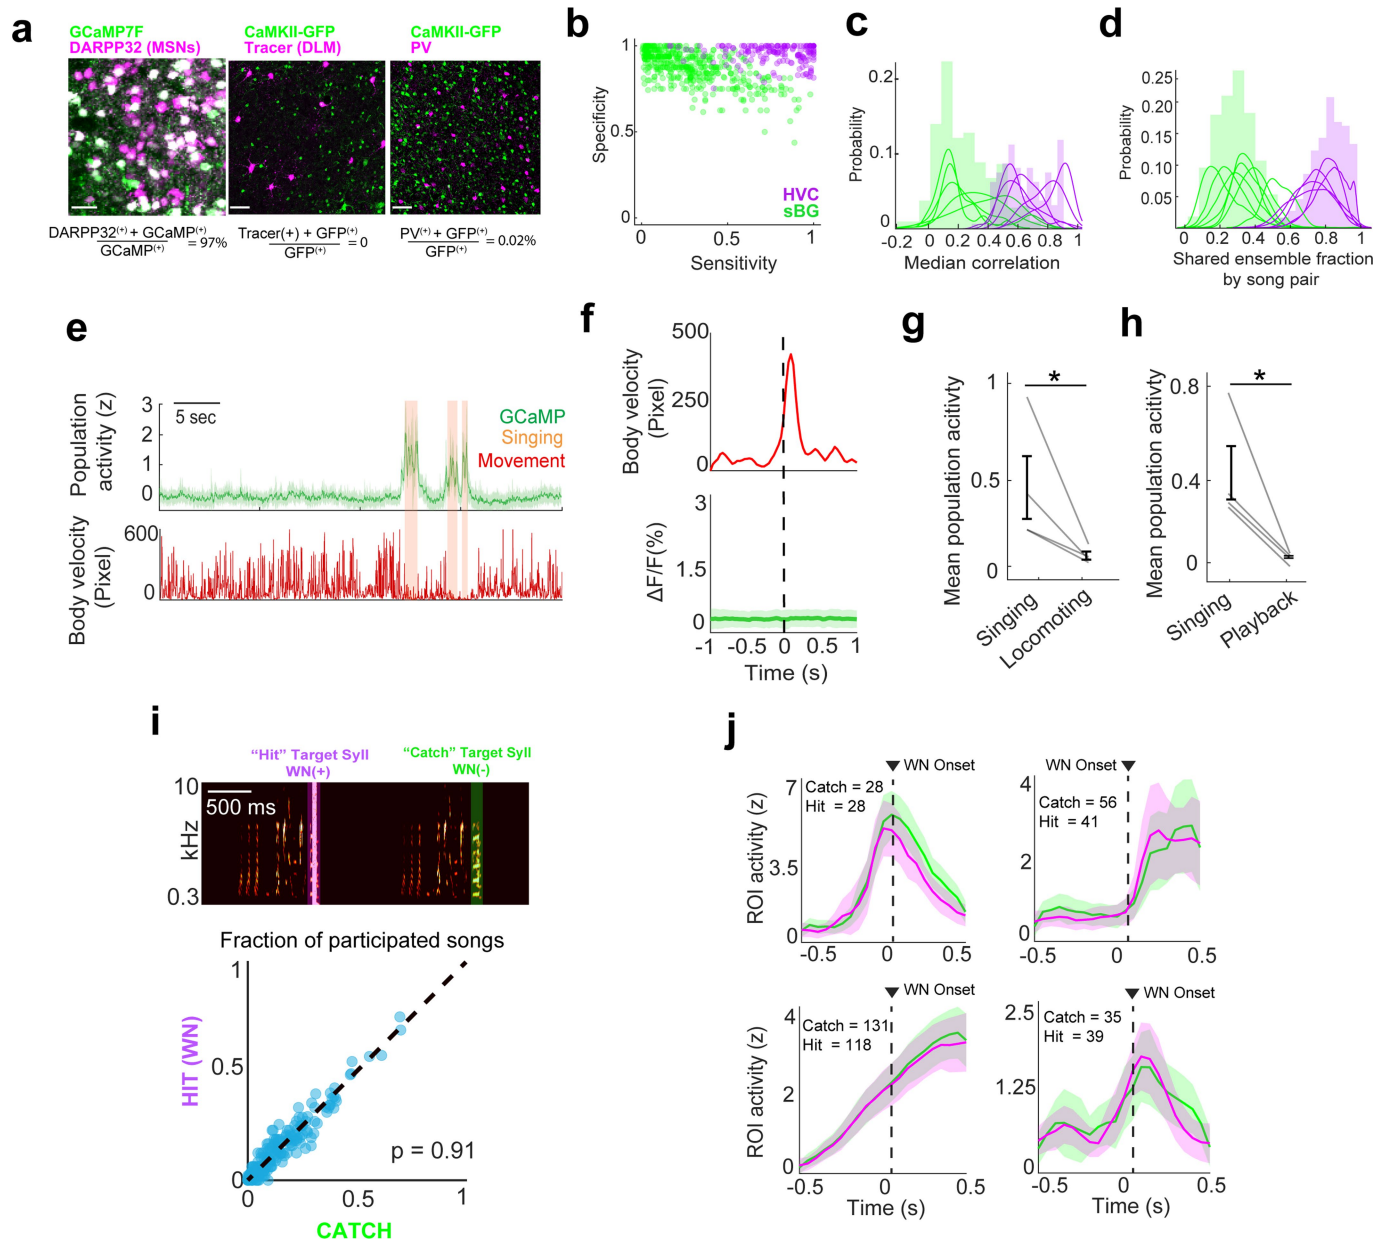 a
GCaMP7F
DARPP32 (MSNs)
CaMKII-GFP
Tracer (DLM)
CaMKII-GFP
PV
DARPP32(+) + GCaMP(+)
GCaMP(+)
= 97%
Tracer(+) + GFP(+)
GFP(+)
= 0
PV(+) + GFP(+)
GFP(+)
= 0.02%
b
Specificity
1
0.5
0
HVC
sBG
0
0.5
1
Sensitivity
c
Probability
0.2
0.1
0
-0.2
0
0.2
0.4
0.6
0.8
1
Median correlation
d
Probability
0.25
0.20
0.15
0.10
0.05
0
0.2
0.4
0.6
0.8
1
Shared ensemble fraction
by song pair
e
Population
activity (z)
3
2
1
0
5 sec
GCaMP
Singing
Movement
Body velocity
(Pixel)
600
0
f
Body velocity
(Pixel)
500
250
0
ΔF/F(%)
3
1.5
0
-1
-0.5
0
0.5
1
Time (s)
g
Mean population acitivty
1
0.5
0
*
Singing
Locomoting
h
Mean population acitivty
0.8
0.4
0
*
Singing
Playback
i
“Hit” Target Syll
WN(+)
“Catch” Target Syll
WN(-)
10
kHz
0.3
500 ms
Fraction of participated songs
HIT (WN)
1
0.5
0
p = 0.91
0
0.5
1
CATCH
j
WN Onset
Catch = 28
Hit = 28
ROI activity (z)
7
3.5
0
-0.5
0
0.5
WN Onset
Catch = 56
Hit = 41
4
2
0
-0.5
0
0.5
WN Onset
Catch = 131
Hit = 118
ROI activity (z)
4
2
0
-0.5
0
0.5
Time (s)
WN Onset
Catch = 35
Hit = 39
2.5
1.25
0
-0.5
0
0.5
Time (s)